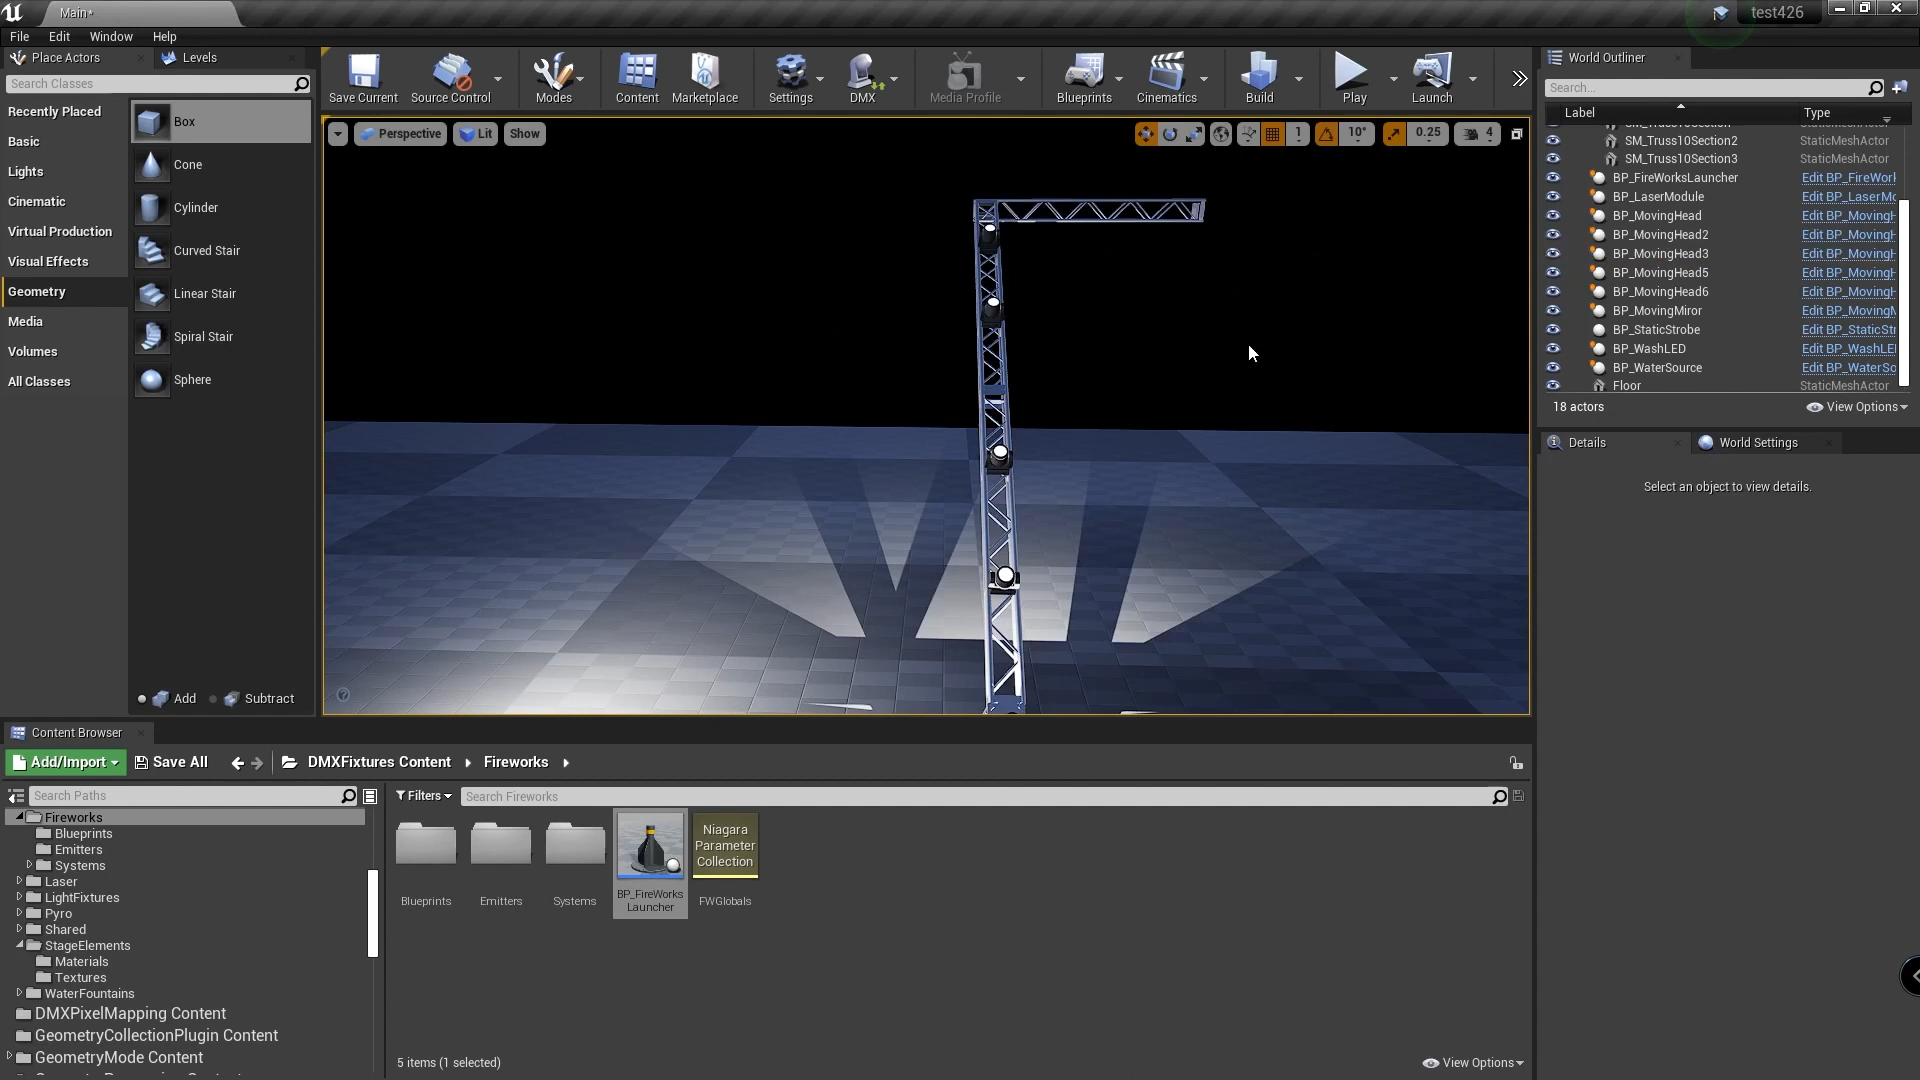 Main*
test426
File Edit Window Help
Place Actors
Levels
Search Classes
Recently Placed
Basic
Lights
Cinematic
Virtual Production
Visual Effects
Geometry
Media
Volumes
All Classes
Box
Cone
Cylinder
Curved Stair
Linear Stair
Spiral Stair
Sphere
Add Subtract
Save Current Source Control Modes Content Marketplace Settings DMX Media Profile Blueprints Cinematics Build Play Launch
Perspective Lit Show
1 10° 0.25 4
World Outliner
Search...
Label Type
SM_Truss10Section2 StaticMeshActor
SM_Truss10Section3 StaticMeshActor
BP_FireWorksLauncher Edit BP_FireWork
BP_LaserModule Edit BP_LaserMo
BP_MovingHead Edit BP_MovingH
BP_MovingHead2 Edit BP_MovingH
BP_MovingHead3 Edit BP_MovingH
BP_MovingHead5 Edit BP_MovingH
BP_MovingHead6 Edit BP_MovingH
BP_MovingMiror Edit BP_MovingM
BP_StaticStrobe Edit BP_StaticStr
BP_WashLED Edit BP_WashLE
BP_WaterSource Edit BP_WaterSo
Floor StaticMeshActor
18 actors View Options
Details World Settings
Select an object to view details.
Content Browser
Add/Import Save All DMXFixtures Content Fireworks
Search Paths
Filters Search Fireworks
Fireworks
Blueprints
Emitters
Systems
Laser
LightFixtures
Pyro
Shared
StageElements
Materials
Textures
WaterFountains
DMXPixelMapping Content
GeometryCollectionPlugin Content
GeometryMode Content
Niagara
Parameter
Collection
Blueprints Emitters Systems BP_FireWorks
Launcher
FWGlobals
5 items (1 selected) View Options